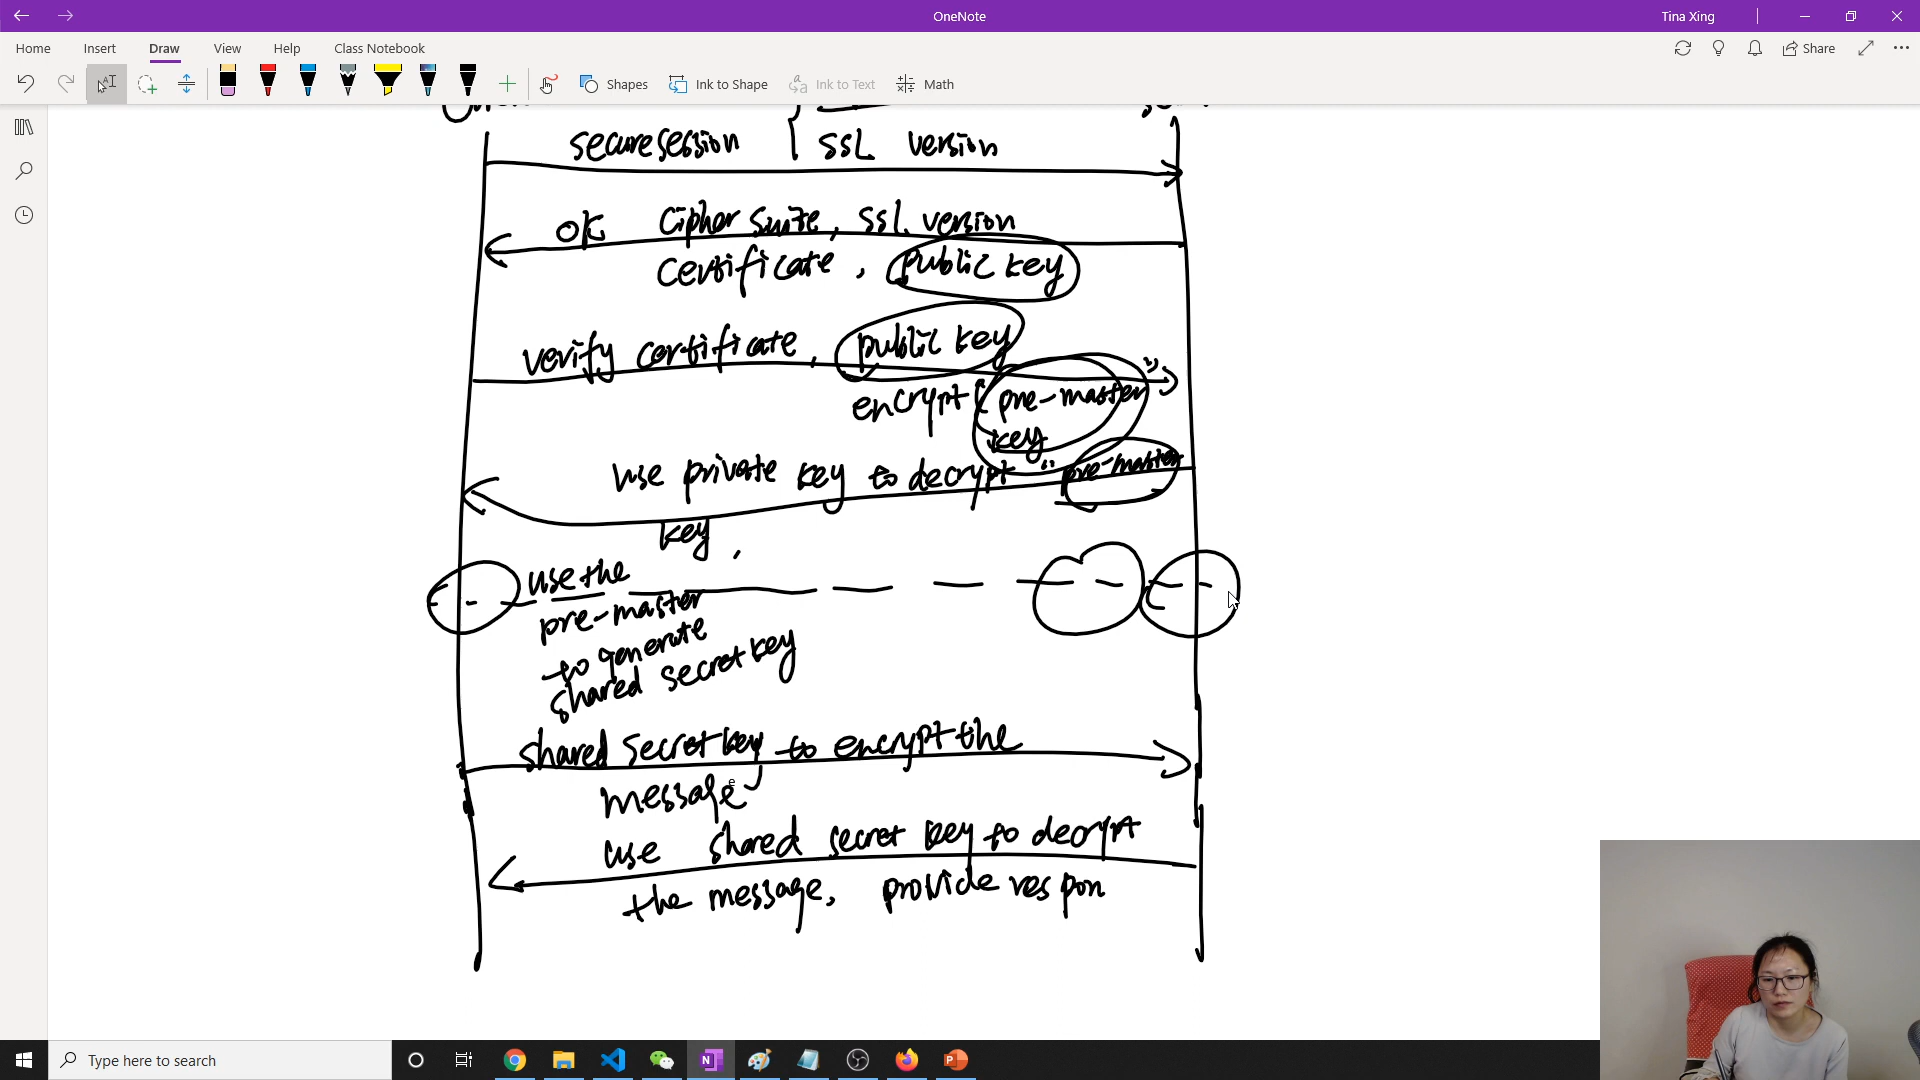 OneNote
Tina Xing
Home Insert Draw View Help Class Notebook
Share
Shapes
Ink to Shape
Ink to Text
Math
secure session { SSL version
OK Cipher suite, SSL version
certificate, public key
verify certificate, public key
encrypt "pre-master
key"
use private key to decrypt "pre-master
key,
use the
pre-master
to generate
shared secret key
shared secret key to encrypt the
message
e
use shared secret key to decrypt
the message, provide respon
Type here to search